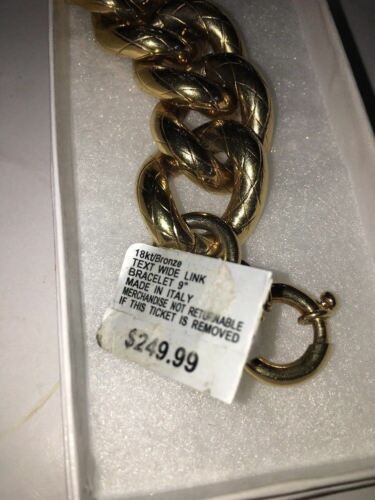 18kt/Bronze
TEXT WIDE LINK
BRACELET 9"
MADE IN ITALY
MERCHANDISE NOT RETURNABLE
IF THIS TICKET IS REMOVED
$249.99